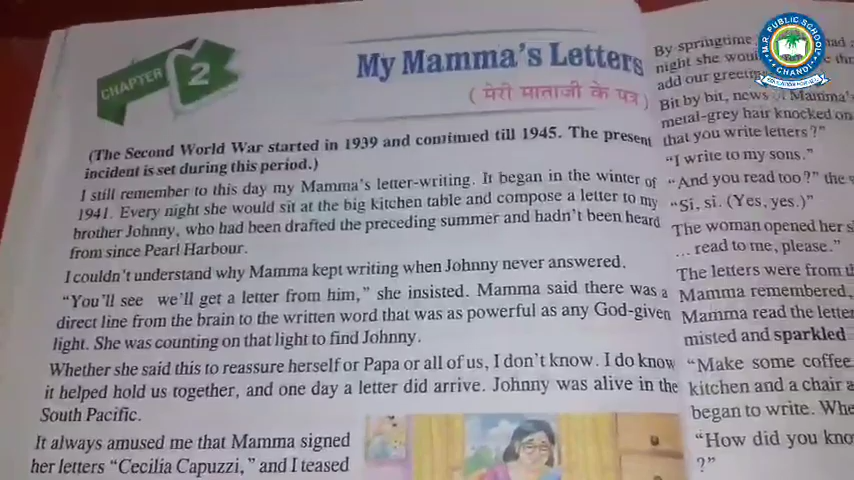 CHAPTER 2
My Mamma's Letters
( मेरी माताजी के पत्र )
(The Second World War started in 1939 and continued till 1945. The present
incident is set during this period.)
I still remember to this day my Mamma's letter-writing. It began in the winter of
1941. Every night she would sit at the big kitchen table and compose a letter to my
brother Johnny, who had been drafted the preceding summer and hadn't been heard
from since Pearl Harbour.
I couldn't understand why Mamma kept writing when Johnny never answered.
"You'll see we'll get a letter from him," she insisted. Mamma said there was a
direct line from the brain to the written word that was as powerful as any God-given
light. She was counting on that light to find Johnny.
Whether she said this to reassure herself or Papa or all of us, I don't know. I do know
it helped hold us together, and one day a letter did arrive. Johnny was alive in the
South Pacific.
It always amused me that Mamma signed
her letters "Cecilia Capuzzi," and I teased
By springtime had
night she would
add our greetings
Bit by bit, news of Mamma's
metal-grey hair knocked on
that you write letters?"
"I write to my sons."
"And you read too?" the
"Si, si. (Yes, yes.)"
The woman opened her
... read to me, please."
The letters were from
Mamma remembered,
Mamma read the
misted and sparkled.
"Make some coffee
kitchen and a chair
began to write.
"How did you
?"
M.R. PUBLIC SCHOOL
CHANDI